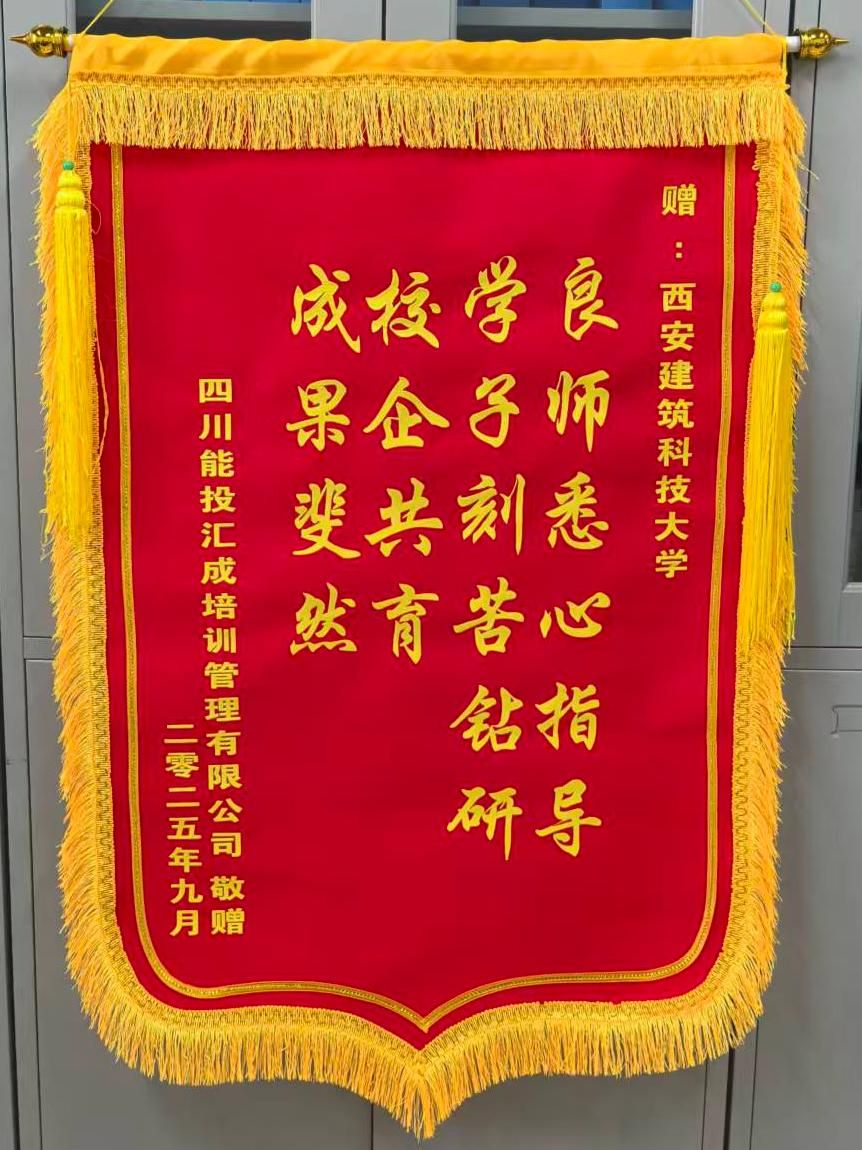 赠：西安建筑科技大学
良师悉心指导
学子刻苦钻研
校企共育
成果斐然
四川能投汇成培训管理有限公司 敬赠
二零二五年九月